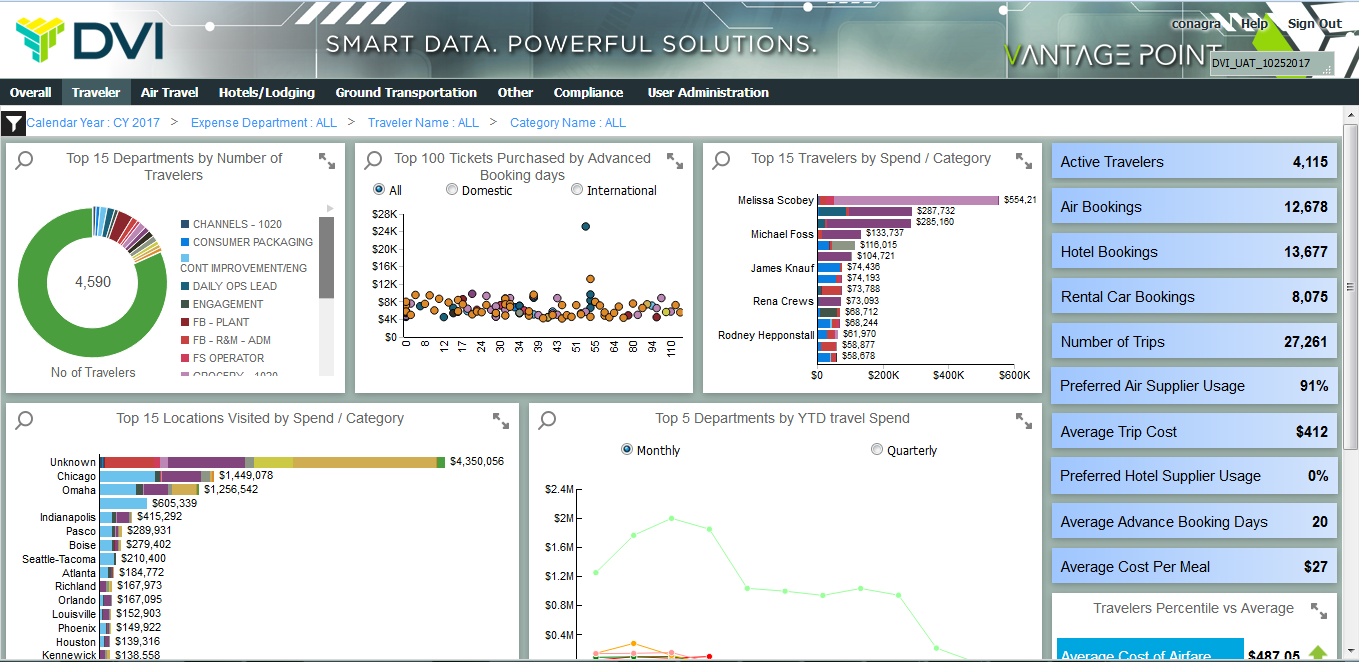 DVI
SMART DATA. POWERFUL SOLUTIONS.
conagra Help Sign Out
VANTAGE POINT
DVI_UAT_10252017
Overall Traveler Air Travel Hotels/Lodging Ground Transportation Other Compliance User Administration
Calendar Year : CY 2017 > Expense Department : ALL > Traveler Name : ALL > Category Name : ALL
Top 15 Departments by Number of
Travelers
4,590
No of Travelers
CHANNELS - 1020
CONSUMER PACKAGING
CONT IMPROVEMENT/ENG
DAILY OPS LEAD
ENGAGEMENT
FB - PLANT
FB - R&M - ADM
FS OPERATOR
GROCERY - 1020
Top 100 Tickets Purchased by Advanced
Booking days
All Domestic International
$28K
$24K
$20K
$16K
$12K
$8K
$4K
$0
0 8 12 17 24 30 34 39 43 51 55 64 80 94 110
Top 15 Travelers by Spend / Category
Melissa Scobey $554,21
$287,732
$285,160
Michael Foss $133,737
$116,015
$104,721
James Knauf $74,436
$74,193
$73,788
Rena Crews $73,093
$68,712
$68,244
Rodney Hepponstall $61,970
$58,877
$58,678
$0 $200K $400K $600K
Active Travelers 4,115
Air Bookings 12,678
Hotel Bookings 13,677
Rental Car Bookings 8,075
Number of Trips 27,261
Preferred Air Supplier Usage 91%
Average Trip Cost $412
Preferred Hotel Supplier Usage 0%
Average Advance Booking Days 20
Average Cost Per Meal $27
Top 15 Locations Visited by Spend / Category
Unknown $4,350,056
Chicago $1,449,078
Omaha $1,256,542
$605,339
Indianapolis $415,292
Pasco $289,931
Boise $279,402
Seattle-Tacoma $210,400
Atlanta $184,772
Richland $167,973
Orlando $167,095
Louisville $152,903
Phoenix $149,922
Houston $139,316
Kennewick $138,558
Top 5 Departments by YTD travel Spend
Monthly Quarterly
$2.4M
$2M
$1.6M
$1.2M
$0.8M
$0.4M
Travelers Percentile vs Average
Average Cost of Airfare $487.05